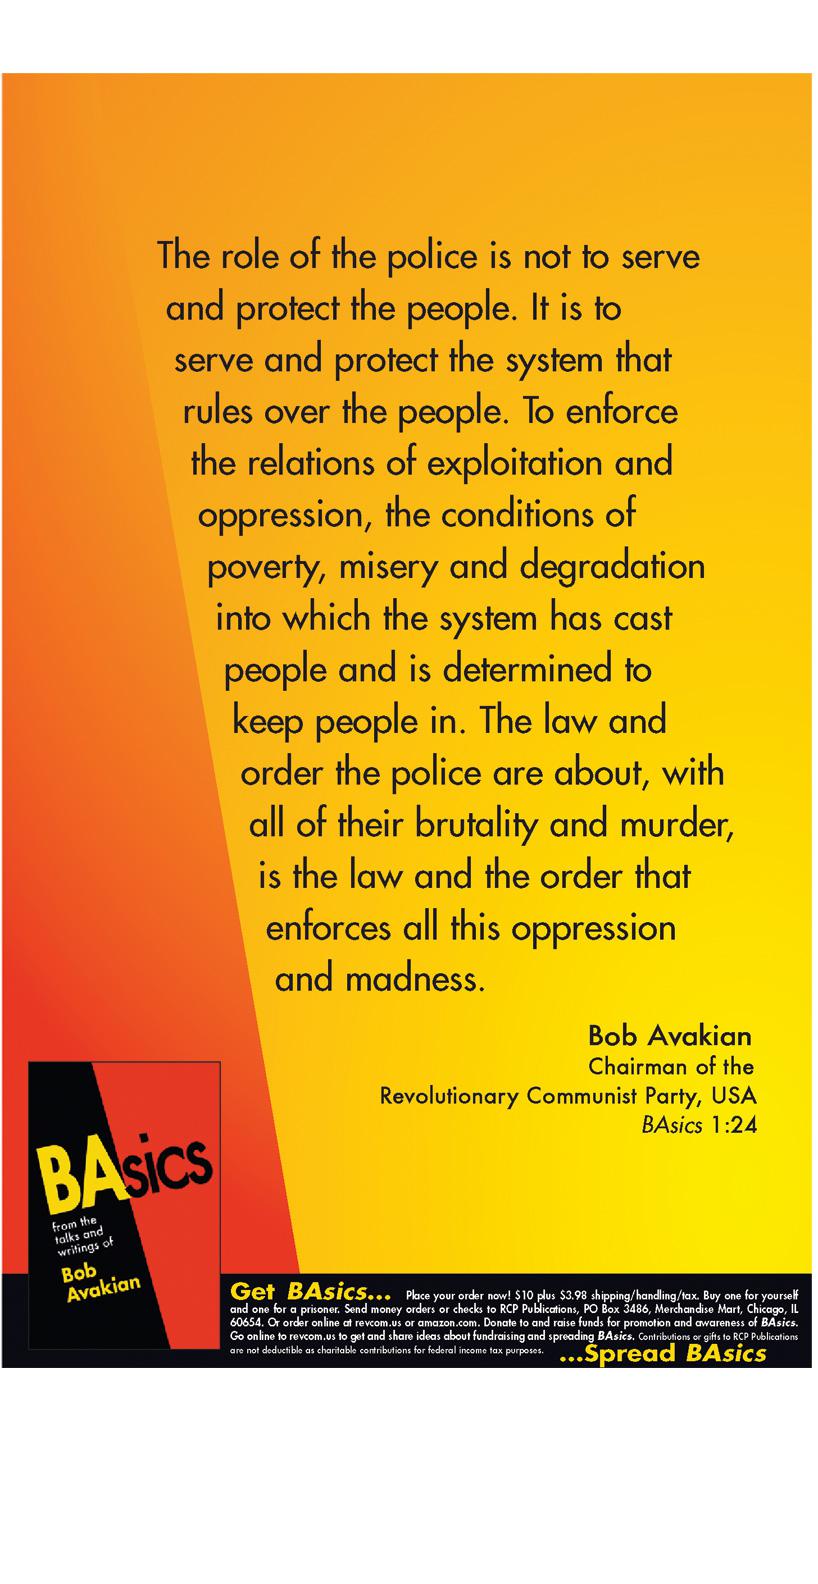 The role of the police is not to serve
and protect the people. It is to
serve and protect the system that
rules over the people. To enforce
the relations of exploitation and
oppression, the conditions of
poverty, misery and degradation
into which the system has cast
people and is determined to
keep people in. The law and
order the police are about, with
all of their brutality and murder,
is the law and the order that
enforces all this oppression
and madness.
Bob Avakian
Chairman of the
Revolutionary Communist Party, USA
BAsics 1:24
BAsics
from the
talks and
writings of
Bob
Avakian
Get BAsics... Place your order now! $10 plus $3.98 shipping/handling/tax. Buy one for yourself
and one for a prisoner. Send money orders or checks to RCP Publications, PO Box 3486, Merchandise Mart, Chicago, IL
60654. Or order online at revcom.us or amazon.com. Donate to and raise funds for promotion and awareness of BAsics.
Go online to revcom.us to get and share ideas about fundraising and spreading BAsics. Contributions or gifts to RCP Publications
are not deductible as charitable contributions for federal income tax purposes. ...Spread BAsics